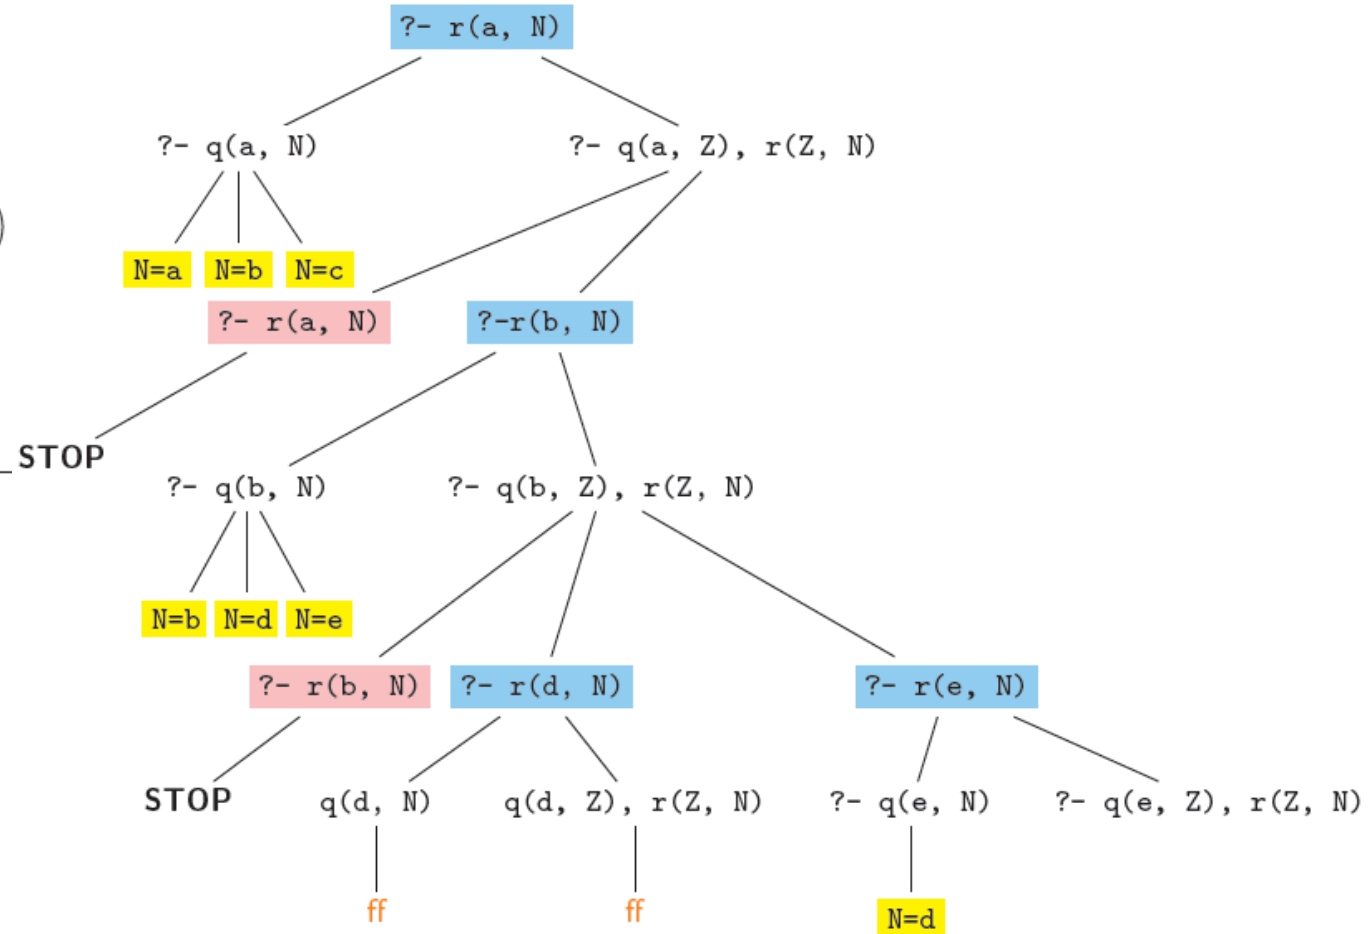 ?- r(a, N)
?- q(a, N) ?- q(a, Z), r(Z, N)
N=a N=b N=c
?- r(a, N) ?-r(b, N)
STOP
?- q(b, N) ?- q(b, Z), r(Z, N)
N=b N=d N=e
?- r(b, N) ?- r(d, N) ?- r(e, N)
STOP q(d, N) q(d, Z), r(Z, N) ?- q(e, N) ?- q(e, Z), r(Z, N)
ff ff N=d